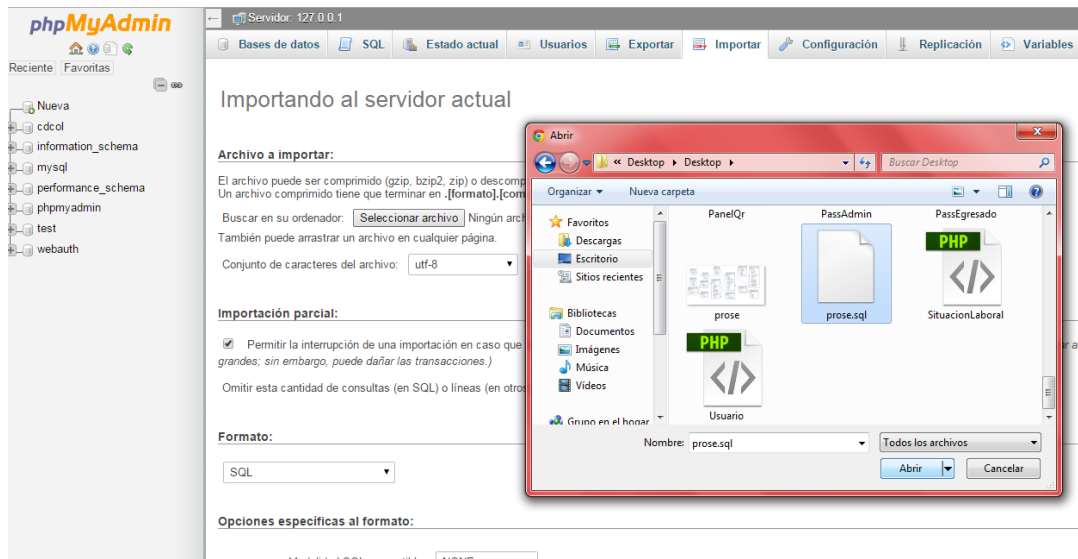 phpMyAdmin
Reciente Favoritas
Nueva
cdcol
information_schema
mysql
performance_schema
phpmyadmin
test
webauth
Servidor: 127.0.0.1
Bases de datos SQL Estado actual Usuarios Exportar Importar Configuración Replicación Variables
Importando al servidor actual
Archivo a importar:
El archivo puede ser comprimido (gzip, bzip2, zip) o descomp
Un archivo comprimido tiene que terminar en .[formato].[com
Buscar en su ordenador: Seleccionar archivo Ningún arch
También puede arrastrar un archivo en cualquier página.
Conjunto de caracteres del archivo: utf-8
Importación parcial:
Permitir la interrupción de una importación en caso que
grandes; sin embargo, puede dañar las transacciones.)
Omitir esta cantidad de consultas (en SQL) o líneas (en otros
Formato:
SQL
Opciones específicas al formato:
NONE
Abrir
« Desktop Desktop
Buscar Desktop
Organizar Nueva carpeta
Favoritos
Descargas
Escritorio
Sitios recientes
Bibliotecas
Documentos
Imágenes
Música
Vídeos
Grupo en el hogar
PanelQr PassAdmin PassEgresado
PHP
prose prose.sql SituacionLaboral
PHP
Usuario
Nombre: prose.sql Todos los archivos
Abrir Cancelar